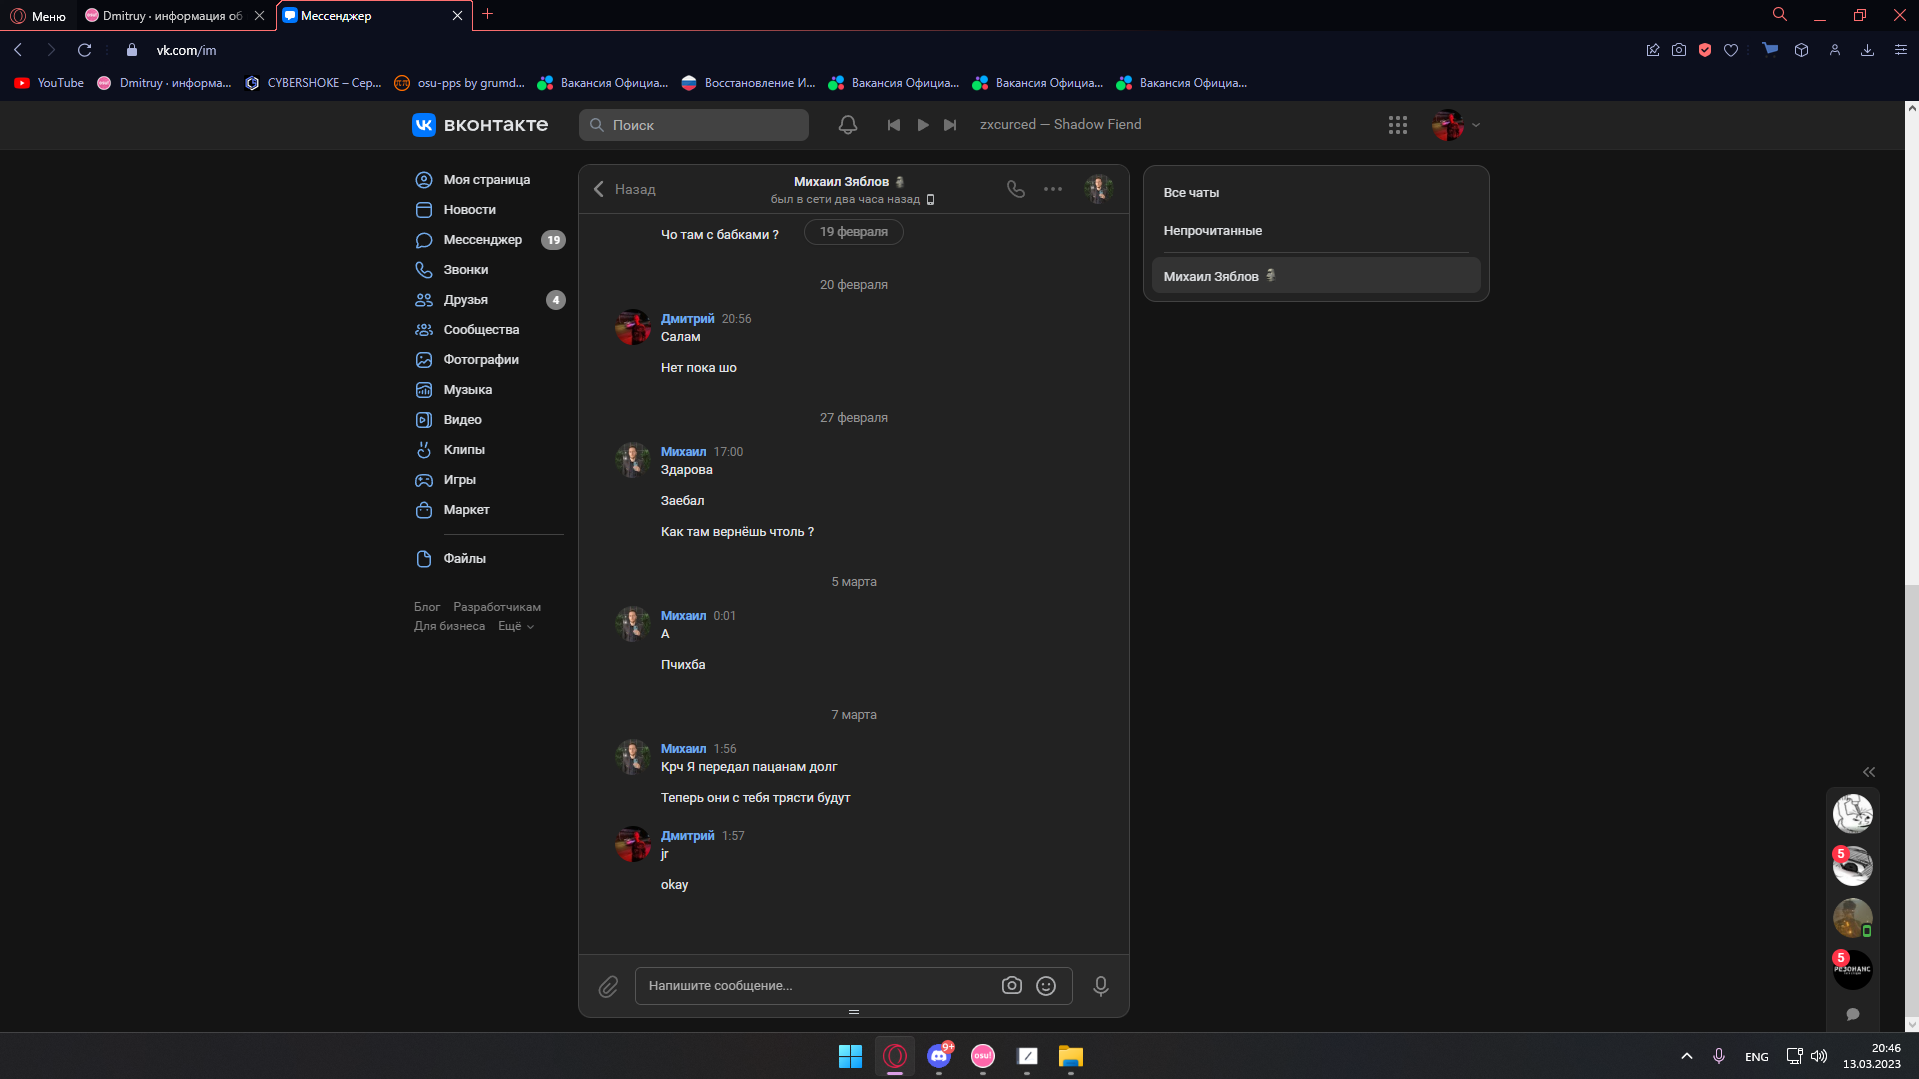 Меню
Dmitruy · информация об
Мессенджер
vk.com/im
YouTube
Dmitruy · информа...
CYBERSHOKE – Сер...
osu-pps by grumd...
Вакансия Официа...
Восстановление И...
Вакансия Официа...
Вакансия Официа...
Вакансия Официа...
вконтакте
Поиск
zxcursed — Shadow Fiend
Моя страница
Новости
Мессенджер 19
Звонки
Друзья 4
Сообщества
Фотографии
Музыка
Видео
Клипы
Игры
Маркет
Файлы
Блог Разработчикам
Для бизнеса Ещё
Назад
Михаил Зяблов
был в сети два часа назад
Чо там с бабками ?
19 февраля
20 февраля
Дмитрий 20:56
Салам
Нет пока шо
27 февраля
Михаил 17:00
Здарова
Заебал
Как там вернёшь чтоль ?
5 марта
Михаил 0:01
А
Пчихба
7 марта
Михаил 1:56
Крч Я передал пацанам долг
Теперь они с тебя трясти будут
Дмитрий 1:57
jr
okay
Напишите сообщение...
Все чаты
Непрочитанные
Михаил Зяблов
5
5
РЕЗОНАНС
9+
osu!
ENG
20:46
13.03.2023